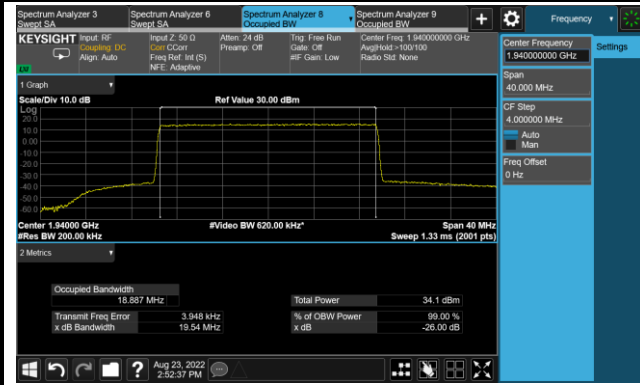 Spectrum Analyzer 3
Swept SA
Spectrum Analyzer 6
Swept SA
Spectrum Analyzer 8
Occupied BW
Spectrum Analyzer 9
Occupied BW
+
Frequency
KEYSIGHT
Input: RF
Coupling: DC
Align: Auto
Input Z: 50 Ω
Corr CCorr
Freq Ref: Int (S)
NFE: Adaptive
Atten: 24 dB
Preamp: Off
Trig: Free Run
Gate: Off
#IF Gain: Low
Center Freq: 1.940000000 GHz
Avg|Hold:>100/100
Radio Std: None
Center Frequency
1.940000000 GHz
Settings
Span
40.000 MHz
CF Step
4.000000 MHz
Auto
Man
Freq Offset
0 Hz
1 Graph
Scale/Div 10.0 dB
Ref Value 30.00 dBm
Log
20.0
10.0
0.00
-10.0
-20.0
-30.0
-40.0
-50.0
-60.0
Center 1.94000 GHz
#Video BW 620.00 kHz*
Span 40 MHz
#Res BW 200.00 kHz
Sweep 1.33 ms (2001 pts)
2 Metrics
Occupied Bandwidth
18.887 MHz
Total Power
34.1 dBm
Transmit Freq Error
3.948 kHz
% of OBW Power
99.00 %
x dB Bandwidth
19.54 MHz
x dB
-26.00 dB
?
Aug 23, 2022
2:52:37 PM